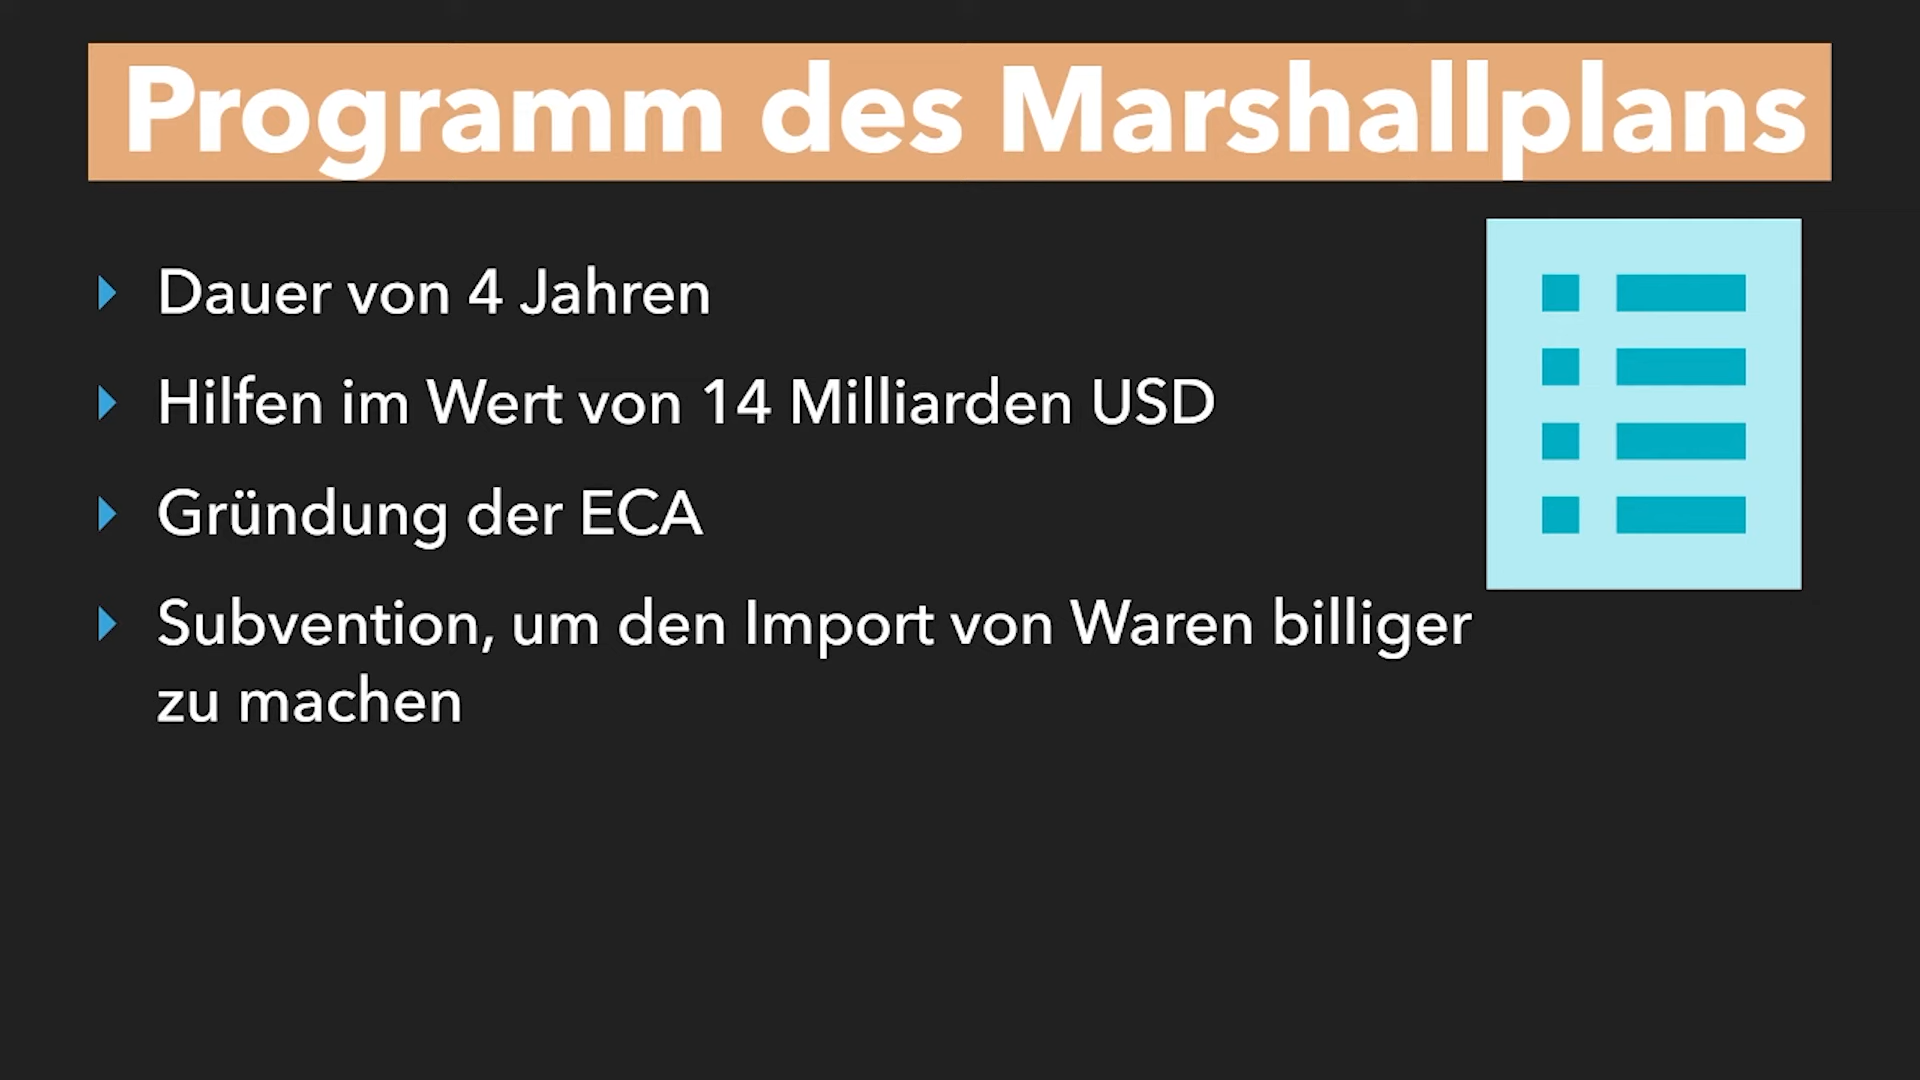 Programm des Marshallplans
Dauer von 4 Jahren
Hilfen im Wert von 14 Milliarden USD
Gründung der ECA
Subvention, um den Import von Waren billiger
zu machen